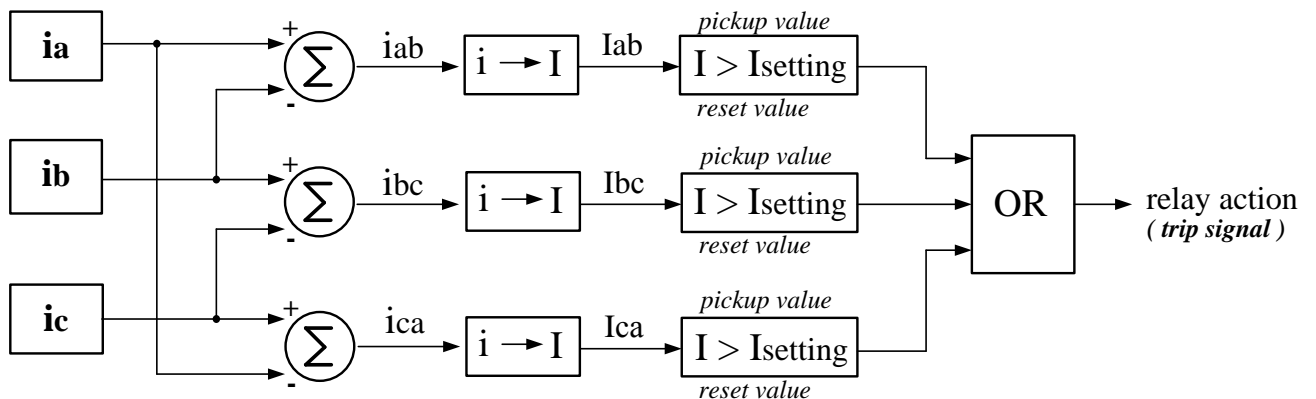 ia
+
Σ
-
iab
i → I
Iab
pickup value
I > Isetting
reset value
ib
+
Σ
-
ibc
i → I
Ibc
pickup value
I > Isetting
reset value
OR
relay action
( trip signal )
ic
+
Σ
-
ica
i → I
Ica
pickup value
I > Isetting
reset value